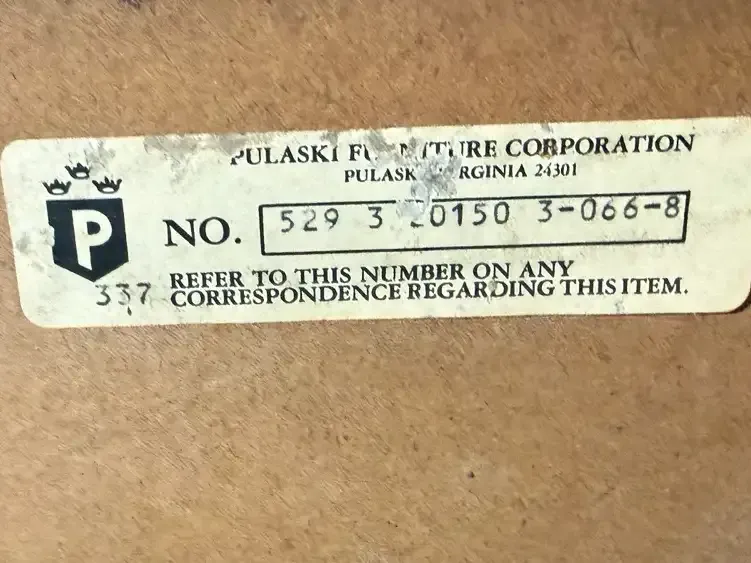 PULASKI FURNITURE CORPORATION
PULASKI VIRGINIA 24301
P
NO. 529 3 0150 3-066-8
REFER TO THIS NUMBER ON ANY
337 CORRESPONDENCE REGARDING THIS ITEM.